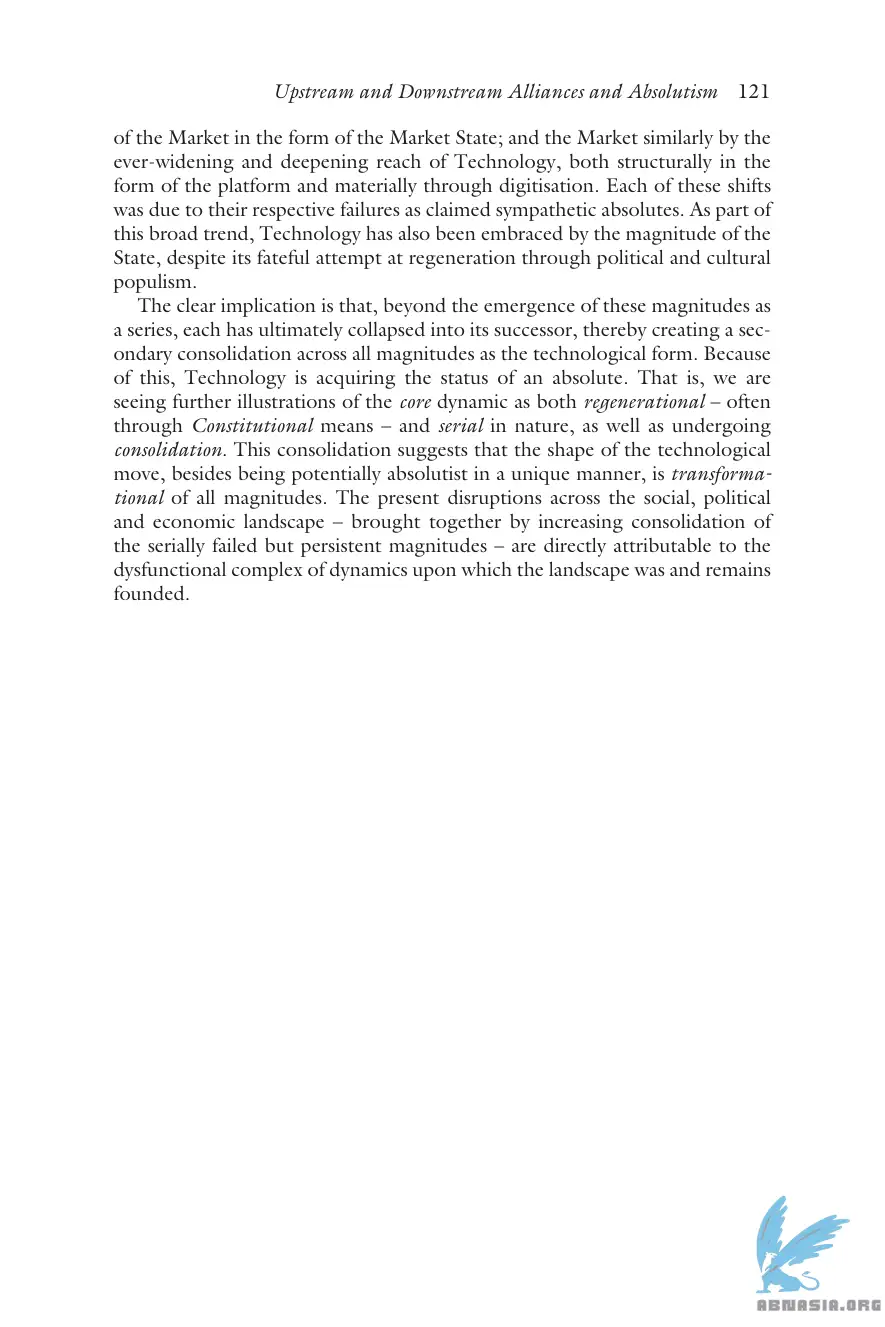 Upstream and Downstream Alliances and Absolutism 121
of the Market in the form of the Market State; and the Market similarly by the
ever-widening and deepening reach of Technology, both structurally in the
form of the platform and materially through digitisation. Each of these shifts
was due to their respective failures as claimed sympathetic absolutes. As part of
this broad trend, Technology has also been embraced by the magnitude of the
State, despite its fateful attempt at regeneration through political and cultural
populism.
The clear implication is that, beyond the emergence of these magnitudes as
a series, each has ultimately collapsed into its successor, thereby creating a sec-
ondary consolidation across all magnitudes as the technological form. Because
of this, Technology is acquiring the status of an absolute. That is, we are
seeing further illustrations of the core dynamic as both regenerational – often
through Constitutional means – and serial in nature, as well as undergoing
consolidation. This consolidation suggests that the shape of the technological
move, besides being potentially absolutist in a unique manner, is transforma-
tional of all magnitudes. The present disruptions across the social, political
and economic landscape – brought together by increasing consolidation of
the serially failed but persistent magnitudes – are directly attributable to the
dysfunctional complex of dynamics upon which the landscape was and remains
founded.
ABNASIA.ORG